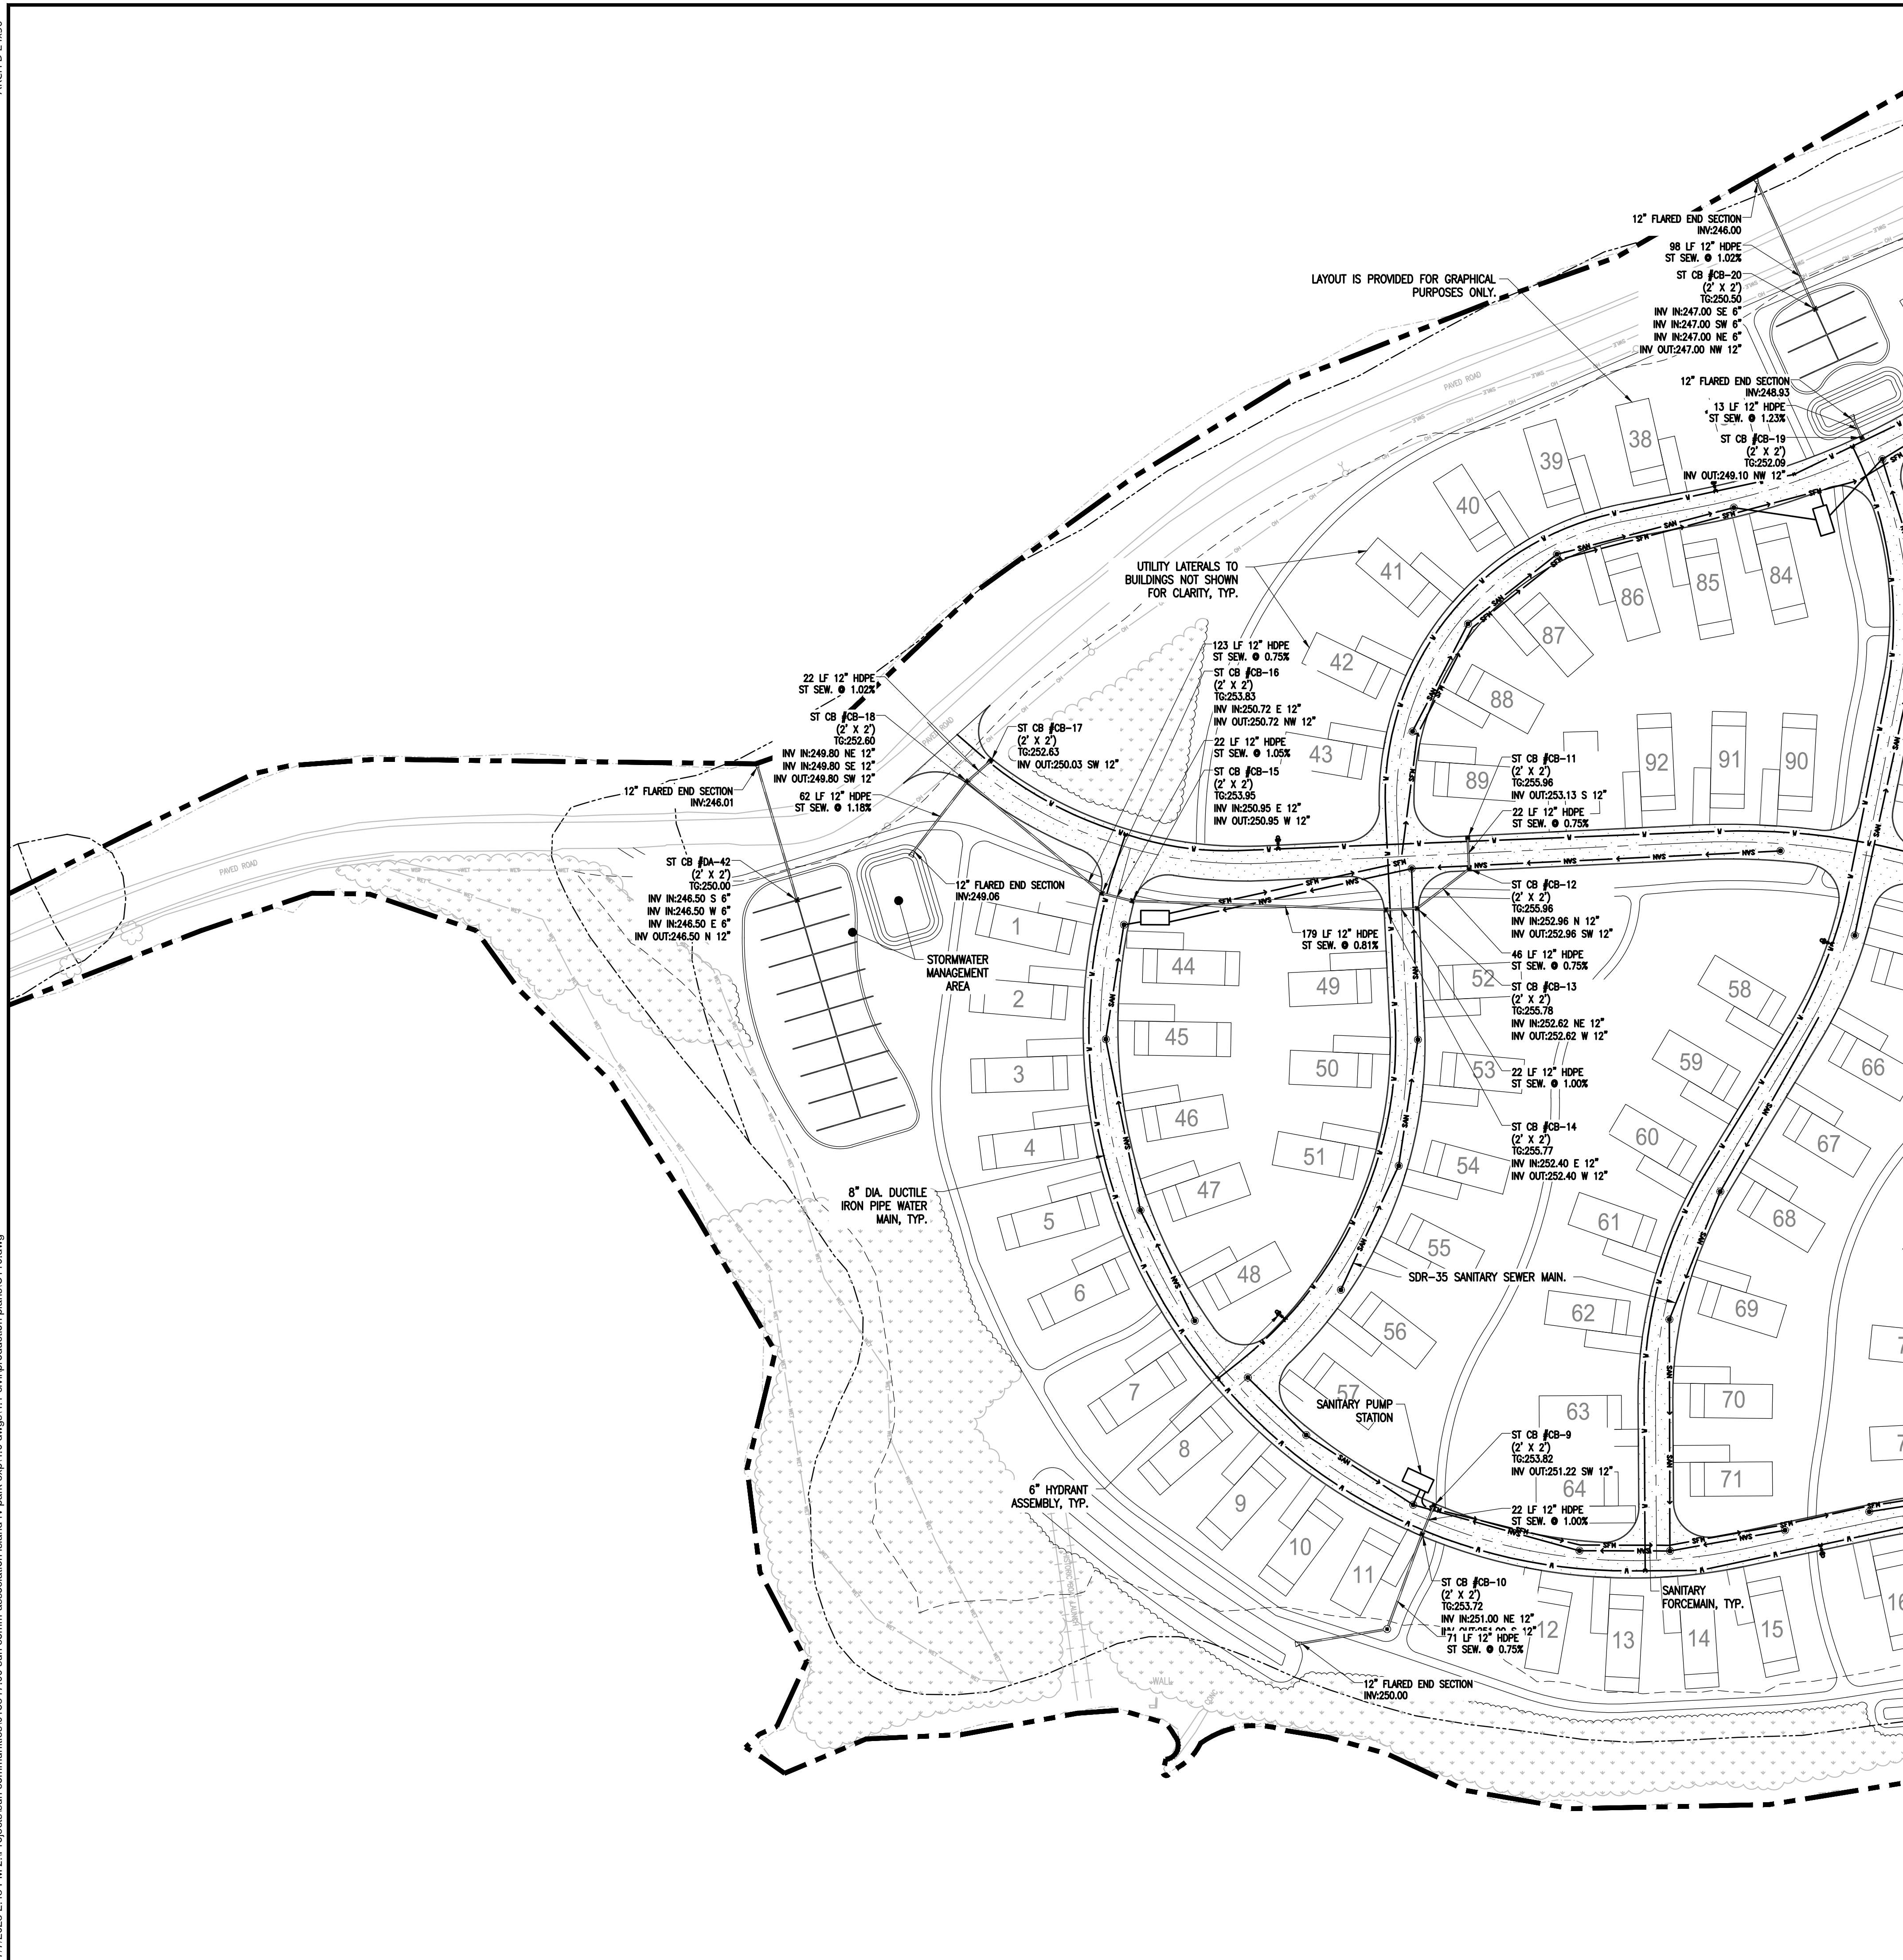 12" FLARED END SECTION
INV:246.00
98 LF 12" HDPE
ST SEW. @ 1.02%
ST CB #CB-20
(2' X 2')
TG:250.50
INV IN:247.00 SE 6"
INV IN:247.00 SW 6"
INV IN:247.00 NE 6"
INV OUT:247.00 NW 12"
LAYOUT IS PROVIDED FOR GRAPHICAL
PURPOSES ONLY.
PAVED ROAD
12" FLARED END SECTION
INV:248.93
13 LF 12" HDPE
ST SEW. @ 1.23%
ST CB #CB-19
(2' X 2')
TG:252.09
INV OUT:249.10 NW 12"
38
39
40
41
42
43
84
85
86
87
88
89
90
91
92
UTILITY LATERALS TO
BUILDINGS NOT SHOWN
FOR CLARITY, TYP.
123 LF 12" HDPE
ST SEW. @ 0.75%
ST CB #CB-16
(2' X 2')
TG:253.83
INV IN:250.72 E 12"
INV OUT:250.72 NW 12"
22 LF 12" HDPE
ST SEW. @ 1.05%
ST CB #CB-15
(2' X 2')
TG:253.95
INV IN:250.95 E 12"
INV OUT:250.95 W 12"
22 LF 12" HDPE
ST SEW. @ 1.02%
ST CB #CB-18
(2' X 2')
TG:252.60
INV IN:249.80 NE 12"
INV IN:249.80 SE 12"
INV OUT:249.80 SW 12"
62 LF 12" HDPE
ST SEW. @ 1.18%
PAVED ROAD
ST CB #CB-17
(2' X 2')
TG:252.63
INV OUT:250.03 SW 12"
12" FLARED END SECTION
INV:246.01
PAVED ROAD
ST CB #DA-42
(2' X 2')
TG:250.00
INV IN:246.50 S 6"
INV IN:246.50 W 6"
INV IN:246.50 E 6"
INV OUT:246.50 N 12"
12" FLARED END SECTION
INV:249.06
STORMWATER
MANAGEMENT
AREA
179 LF 12" HDPE
ST SEW. @ 0.81%
ST CB #CB-11
(2' X 2')
TG:255.96
INV OUT:253.13 S 12"
22 LF 12" HDPE
ST SEW. @ 0.75%
ST CB #CB-12
(2' X 2')
TG:255.96
INV IN:252.96 N 12"
INV OUT:252.96 SW 12"
46 LF 12" HDPE
ST SEW. @ 0.75%
ST CB #CB-13
(2' X 2')
TG:255.78
INV IN:252.62 NE 12"
INV OUT:252.62 W 12"
22 LF 12" HDPE
ST SEW. @ 1.00%
ST CB #CB-14
(2' X 2')
TG:255.77
INV IN:252.40 E 12"
INV OUT:252.40 W 12"
1
2
3
4
5
6
7
8
9
10
11
12
13
14
15
16
44
45
46
47
48
49
50
51
52
53
54
55
56
57
58
59
60
61
62
63
64
66
67
68
69
70
71
8" DIA. DUCTILE
IRON PIPE WATER
MAIN, TYP.
SDR-35 SANITARY SEWER MAIN.
SANITARY PUMP
STATION
6" HYDRANT
ASSEMBLY, TYP.
ST CB #CB-9
(2' X 2')
TG:253.82
INV OUT:251.22 SW 12"
22 LF 12" HDPE
ST SEW. @ 1.00%
ST CB #CB-10
(2' X 2')
TG:253.72
INV IN:251.00 NE 12"
INV OUT:251.00 S 12"
71 LF 12" HDPE
ST SEW. @ 0.75%
SANITARY
FORCEMAIN, TYP.
12" FLARED END SECTION
INV:250.00
WALL
CONC.